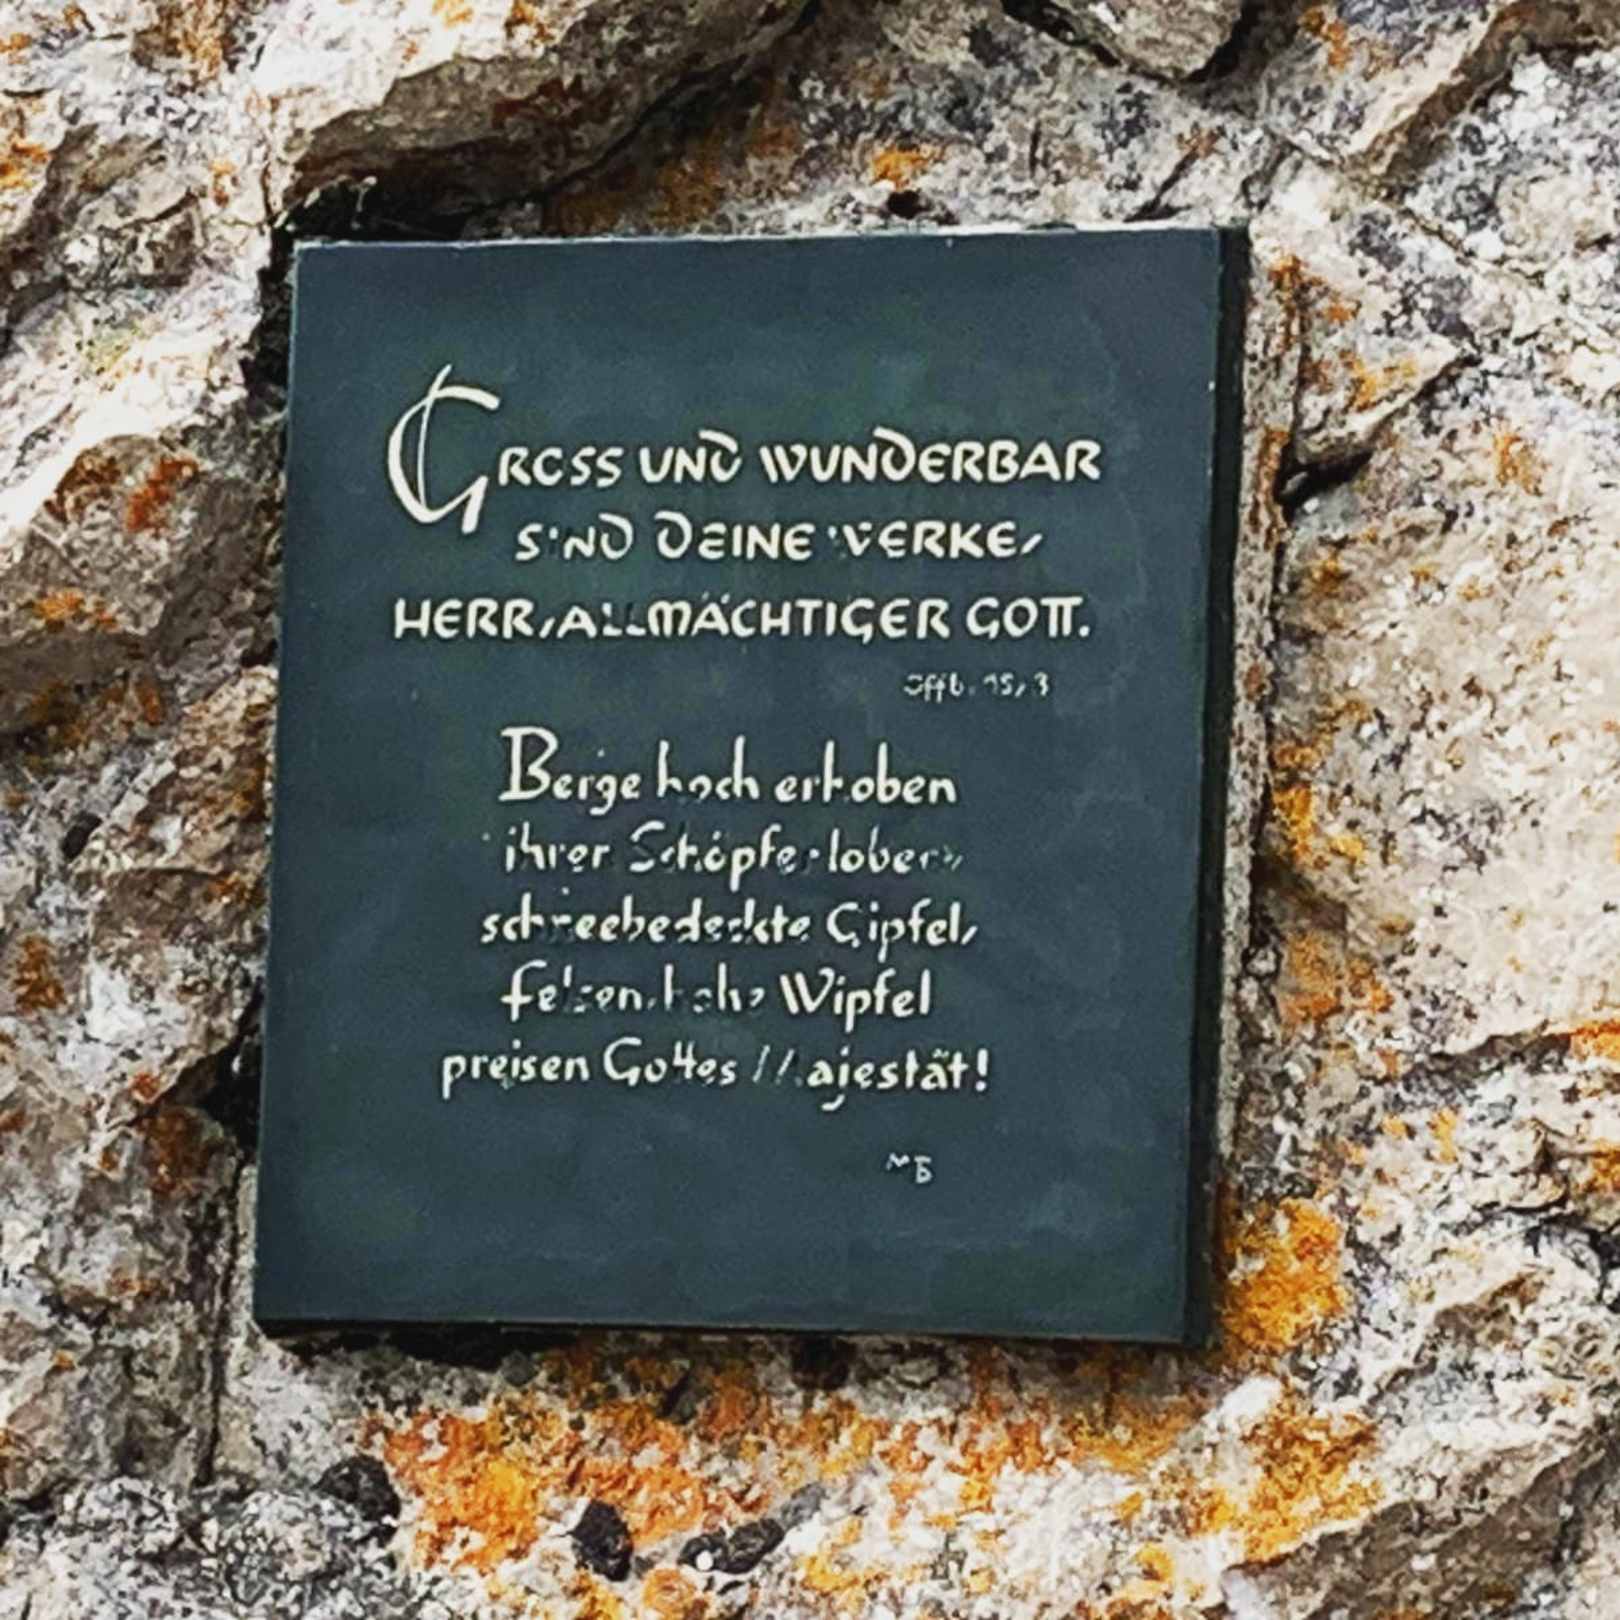 GROSS UND WUNDERBAR
SIND DEINE WERKE,
HERR, ALLMÄCHTIGER GOTT.
Offb. 15,3
Berge hoch erhoben
ihren Schöpfer loben,
schneebedeckte Gipfel,
felsenhohe Wipfel
preisen Gottes Majestät!
MB